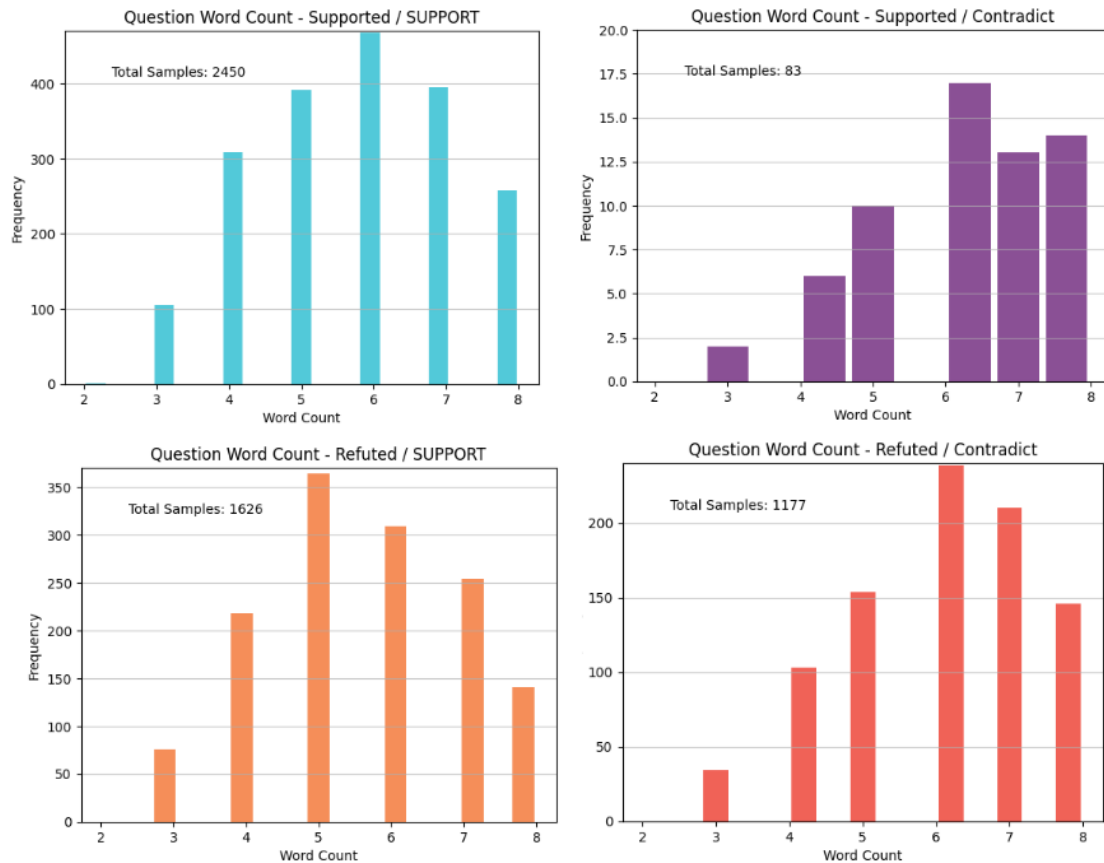 Question Word Count - Supported / SUPPORT
Total Samples: 2450
400
300
200
100
0
Frequency
2 3 4 5 6 7 8
Word Count
Question Word Count - Supported / Contradict
Total Samples: 83
20.0
17.5
15.0
12.5
10.0
7.5
5.0
2.5
0.0
Frequency
2 3 4 5 6 7 8
Word Count
Question Word Count - Refuted / SUPPORT
Total Samples: 1626
350
300
250
200
150
100
50
0
Frequency
2 3 4 5 6 7 8
Word Count
Question Word Count - Refuted / Contradict
Total Samples: 1177
200
150
100
50
0
2 3 4 5 6 7 8
Word Count